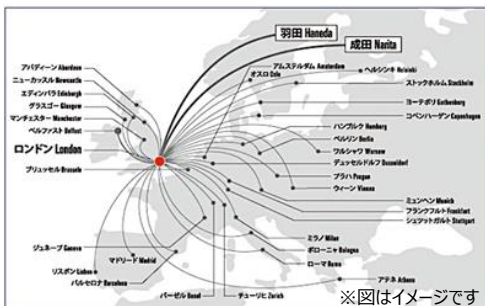 羽田 Haneda
成田 Narita
アムステルダム Amsterdam
オスロ Oslo
ヘルシンキ Helsinki
ストックホルム Stockholm
ヨーテボリ Gothenburg
コペンハーゲン Copenhagen
ハンブルク Hamburg
ベルリン Berlin
ワルシャワ Warsaw
デュッセルドルフ Dusseldorf
プラハ Prague
ウィーン Vienna
ミュンヘン Munich
フランクフルト Frankfurt
シュツットガルト Stuttgart
アバディーン Aberdeen
ニューカッスル Newcastle
エディンバラ Edinburgh
グラスゴー Glasgow
マンチェスター Manchester
ベルファスト Belfast
ロンドン London
ブリュッセル Brussels
ジュネーブ Geneva
リスボン Lisbon
マドリード Madrid
バルセロナ Barcelona
バーゼル Basel
チューリヒ Zurich
ミラノ Milan
ボローニャ Bologna
ローマ Rome
アテネ Athens
※図はイメージです